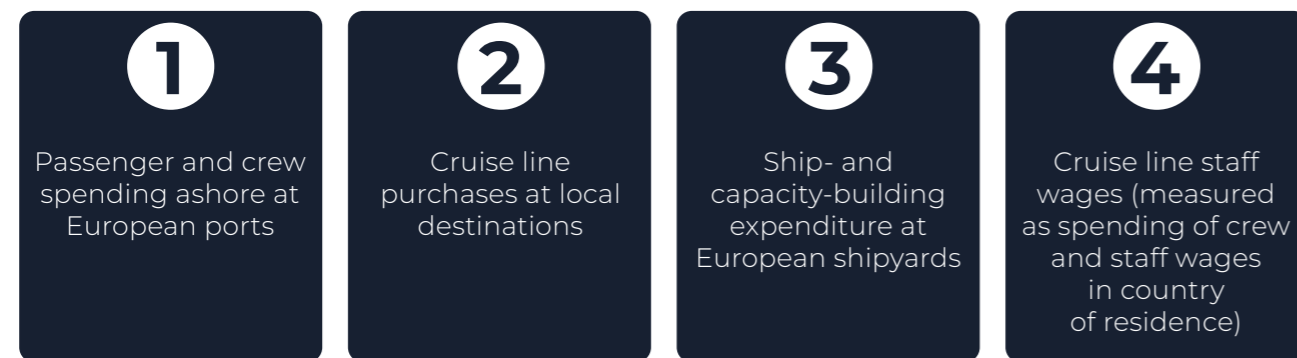 1
Passenger and crew
spending ashore at
European ports
2
Cruise line
purchases at local
destinations
3
Ship- and
capacity-building
expenditure at
European shipyards
4
Cruise line staff
wages (measured
as spending of crew
and staff wages
in country
of residence)